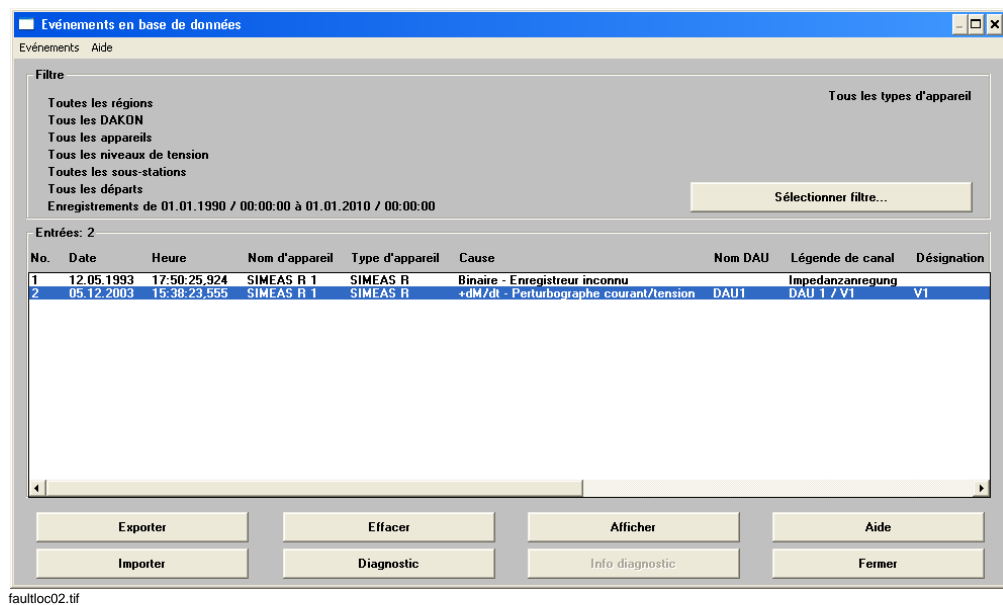 Evénements en base de données
Evénements Aide
Filtre
Tous les types d'appareil
Toutes les régions
Tous les DAKON
Tous les appareils
Tous les niveaux de tension
Toutes les sous-stations
Tous les départs
Enregistrements de 01.01.1990 / 00:00:00 à 01.01.2010 / 00:00:00
Sélectionner filtre...
Entrées: 2
No. Date Heure Nom d'appareil Type d'appareil Cause Nom DAU Légende de canal Désignation
1 12.05.1993 17:50:25,924 SIMEAS R 1 SIMEAS R Binaire - Enregistreur inconnu Impedanzanregung
2 05.12.2003 15:38:23,555 SIMEAS R 1 SIMEAS R +dM/dt - Perturbographe courant/tension DAU1 DAU 1 / V1 V1
Exporter Effacer Afficher Aide
Importer Diagnostic Info diagnostic Fermer
faultloc02.tif